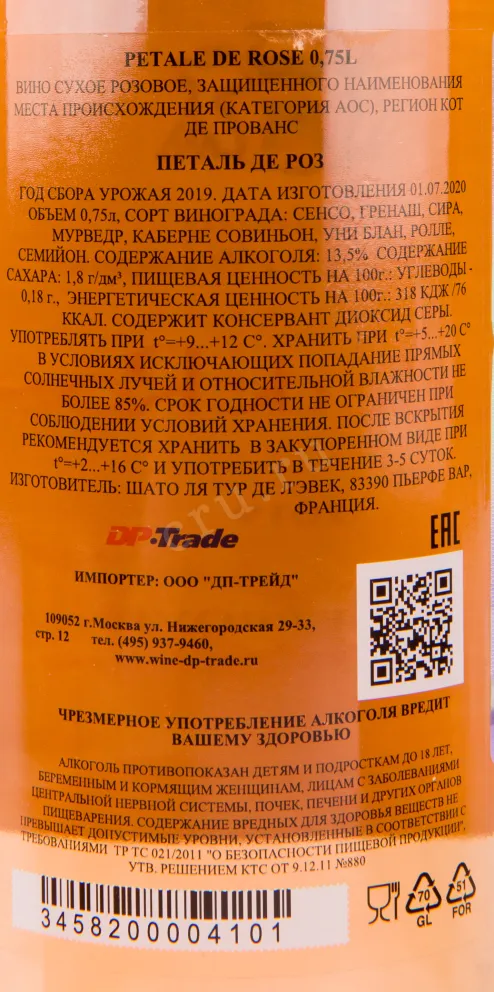 PETALE DE ROSE 0,75L
ВИНО СУХОЕ РОЗОВОЕ, ЗАЩИЩЕННОГО НАИМЕНОВАНИЯ
МЕСТА ПРОИСХОЖДЕНИЯ (КАТЕГОРИЯ АОС), РЕГИОН КОТ
ДЕ ПРОВАНС
ПЕТАЛЬ ДЕ РОЗ
ГОД СБОРА УРОЖАЯ 2019. ДАТА ИЗГОТОВЛЕНИЯ 01.07.2020
ОБЪЕМ 0,75л, СОРТ ВИНОГРАДА: СЕНСО, ГРЕНАШ, СИРА,
МУРВЕДР, КАБЕРНЕ СОВИНЬОН, УНИ БЛАН, РОЛЛЕ,
СЕМИЙОН. СОДЕРЖАНИЕ АЛКОГОЛЯ: 13,5% СОДЕРЖАНИЕ
САХАРА: 1,8 г/дм³, ПИЩЕВАЯ ЦЕННОСТЬ НА 100г.: УГЛЕВОДЫ -
0,18 г., ЭНЕРГЕТИЧЕСКАЯ ЦЕННОСТЬ НА 100г.: 318 КДЖ /76
ККАЛ. СОДЕРЖИТ КОНСЕРВАНТ ДИОКСИД СЕРЫ.
УПОТРЕБЛЯТЬ ПРИ t°=+9...+12 С°. ХРАНИТЬ ПРИ t°=+5...+20 С°
В УСЛОВИЯХ ИСКЛЮЧАЮЩИХ ПОПАДАНИЕ ПРЯМЫХ
СОЛНЕЧНЫХ ЛУЧЕЙ И ОТНОСИТЕЛЬНОЙ ВЛАЖНОСТИ НЕ
БОЛЕЕ 85%. СРОК ГОДНОСТИ НЕ ОГРАНИЧЕН ПРИ
СОБЛЮДЕНИИ УСЛОВИЙ ХРАНЕНИЯ. ПОСЛЕ ВСКРЫТИЯ
РЕКОМЕНДУЕТСЯ ХРАНИТЬ В ЗАКУПОРЕННОМ ВИДЕ ПРИ
t°=+2...+16 С° И УПОТРЕБИТЬ В ТЕЧЕНИЕ 3-5 СУТОК.
ИЗГОТОВИТЕЛЬ: ШАТО ЛЯ ТУР ДЕ Л'ЭВЕК, 83390 ПЬЕРФЕ ВАР,
ФРАНЦИЯ.
DP-Trade
EAC
ИМПОРТЕР: ООО "ДП-ТРЕЙД"
109052 г.Москва ул. Нижегородская 29-33,
стр. 12 тел. (495) 937-9460,
www.wine-dp-trade.ru
ЧРЕЗМЕРНОЕ УПОТРЕБЛЕНИЕ АЛКОГОЛЯ ВРЕДИТ
ВАШЕМУ ЗДОРОВЬЮ
АЛКОГОЛЬ ПРОТИВОПОКАЗАН ДЕТЯМ И ПОДРОСТКАМ ДО 18 ЛЕТ,
БЕРЕМЕННЫМ И КОРМЯЩИМ ЖЕНЩИНАМ, ЛИЦАМ С ЗАБОЛЕВАНИЯМИ
ЦЕНТРАЛЬНОЙ НЕРВНОЙ СИСТЕМЫ, ПОЧЕК, ПЕЧЕНИ И ДРУГИХ ОРГАНОВ
ПИЩЕВАРЕНИЯ. СОДЕРЖАНИЕ ВРЕДНЫХ ДЛЯ ЗДОРОВЬЯ ВЕЩЕСТВ НЕ
ПРЕВЫШАЕТ ДОПУСТИМЫЕ УРОВНИ, УСТАНОВЛЕННЫЕ В СООТВЕТСТВИИ С
ТРЕБОВАНИЯМИ ТР ТС 021/2011 "О БЕЗОПАСНОСТИ ПИЩЕВОЙ ПРОДУКЦИИ",
УТВ. РЕШЕНИЕМ КТС ОТ 9.12.11 №880
3458200004101
70
GL
51
FOR